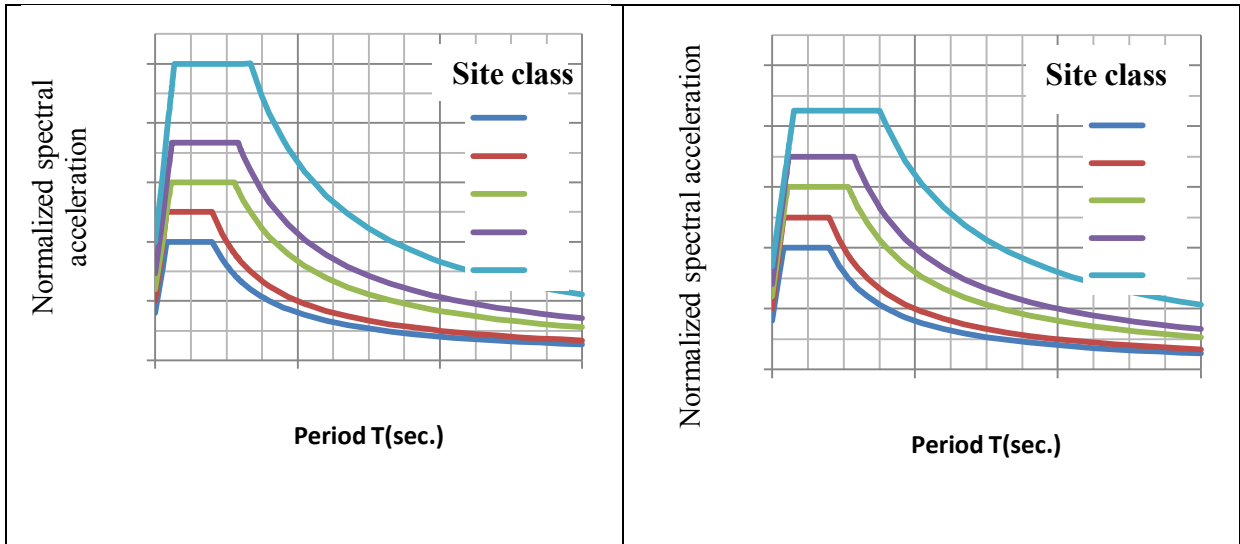 Normalized spectral
acceleration
Site class
Period T(sec.)
Normalized spectral acceleration
Site class
Period T(sec.)